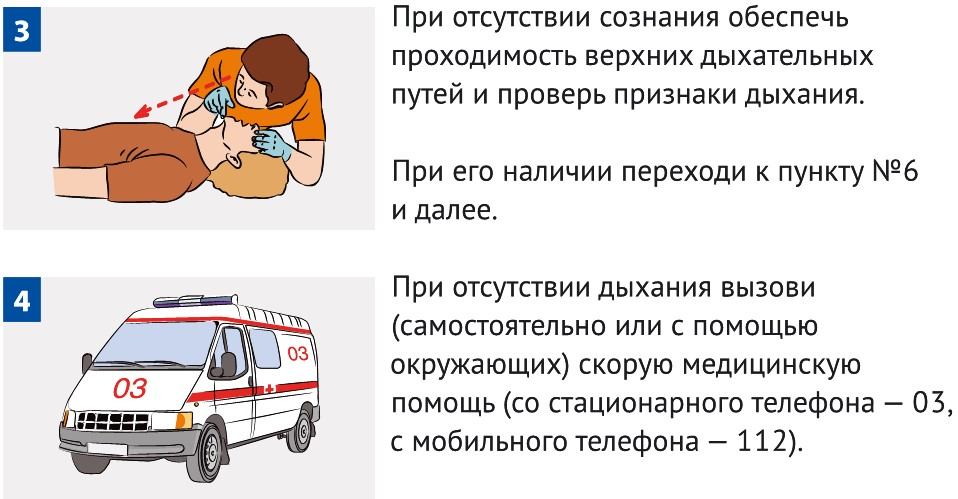 3
При отсутствии сознания обеспечь
проходимость верхних дыхательных
путей и проверь признаки дыхания.
При его наличии переходи к пункту №6
и далее.
4
При отсутствии дыхания вызови
(самостоятельно или с помощью
окружающих) скорую медицинскую
помощь (со стационарного телефона — 03,
с мобильного телефона — 112).
03
03